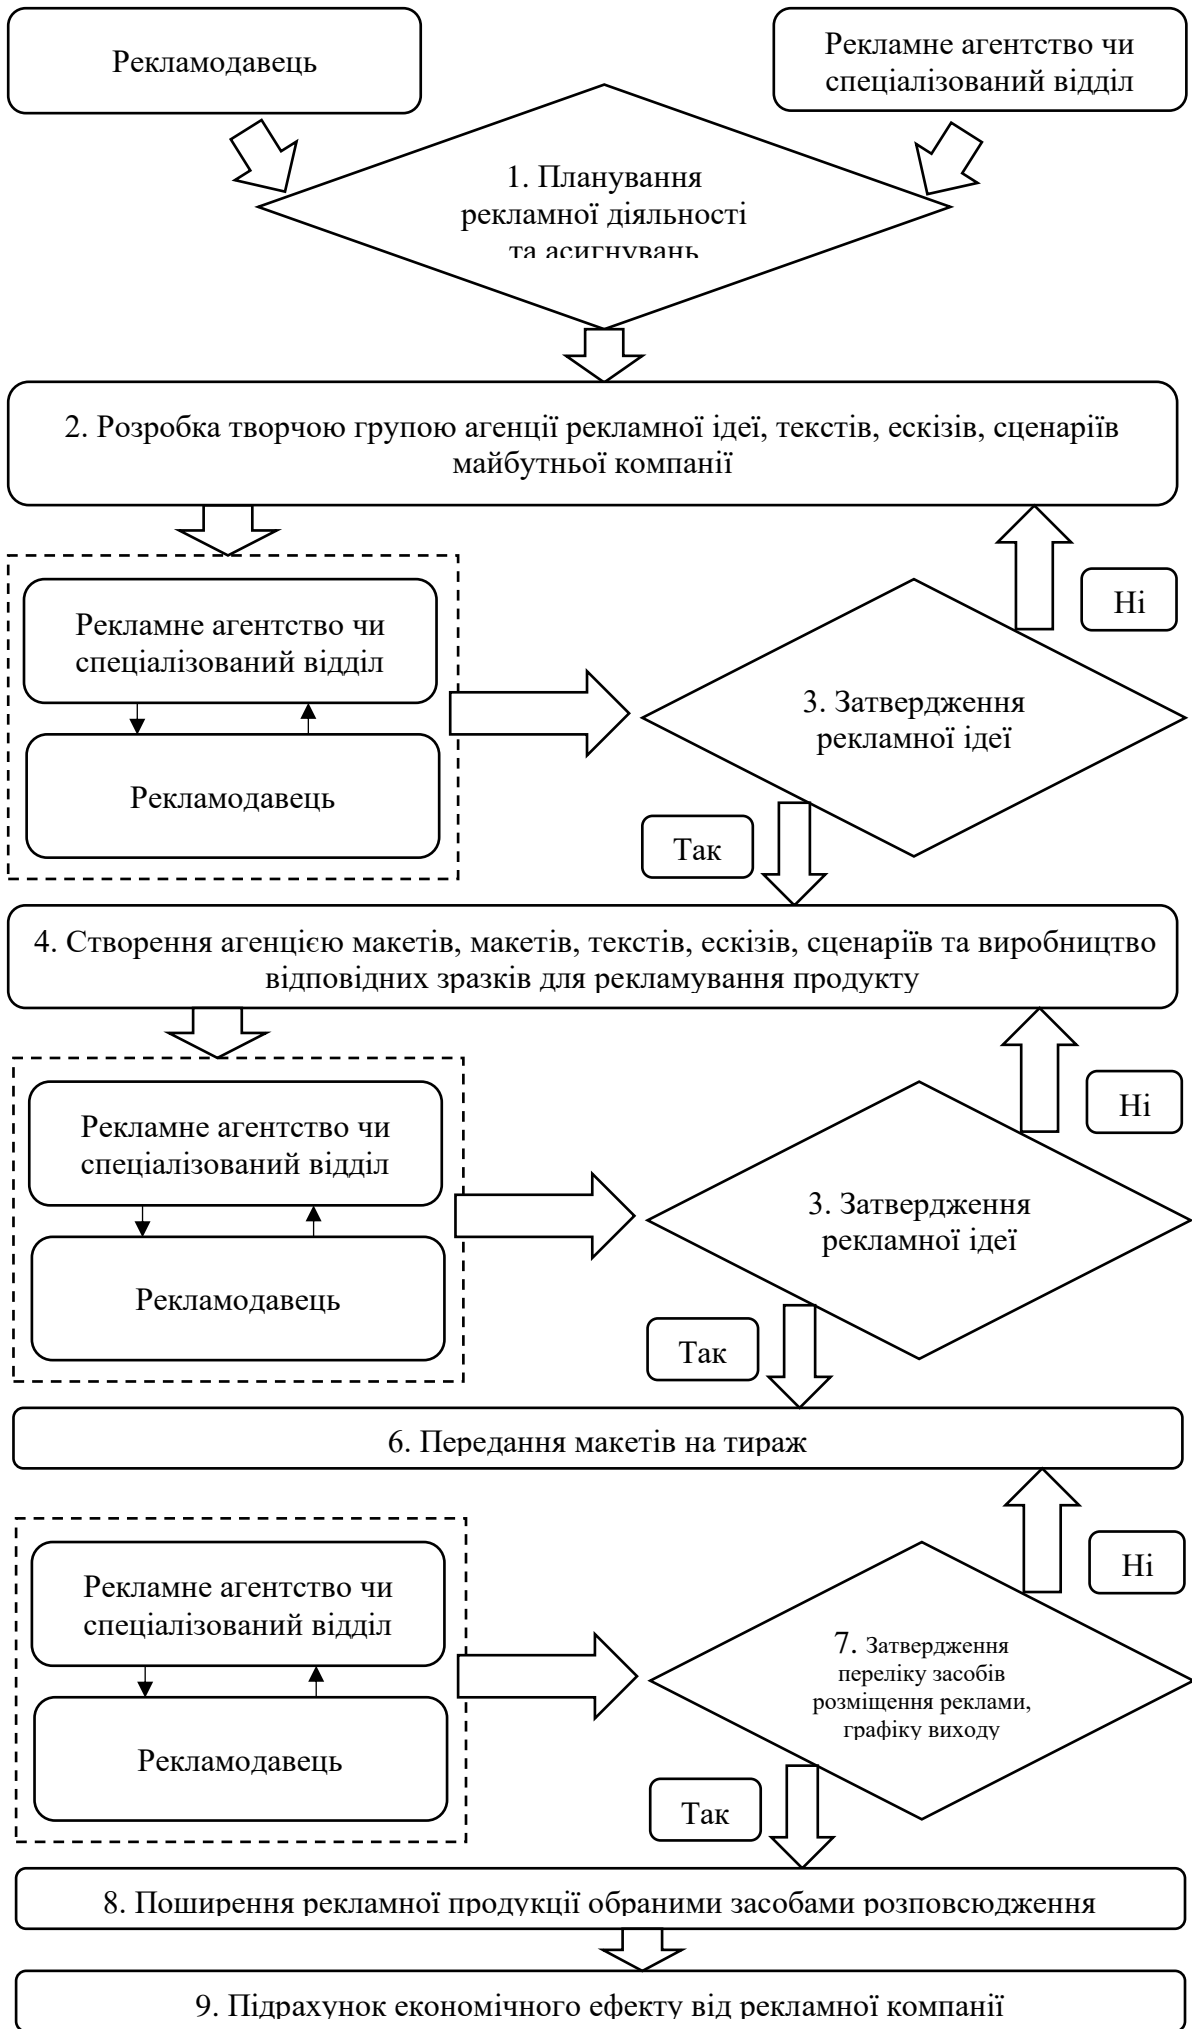 Рекламодавець
Рекламне агентство чи
спеціалізований відділ
1. Планування
рекламної діяльності
та асигнувань
2. Розробка творчою групою агенції рекламної ідеї, текстів, ескізів, сценаріїв
майбутньої компанії
Ні
Рекламне агентство чи
спеціалізований відділ
3. Затвердження
рекламної ідеї
Рекламодавець
Так
4. Створення агенцією макетів, макетів, текстів, ескізів, сценаріїв та виробництво
відповідних зразків для рекламування продукту
Ні
Рекламне агентство чи
спеціалізований відділ
3. Затвердження
рекламної ідеї
Рекламодавець
Так
6. Передання макетів на тираж
Ні
Рекламне агентство чи
спеціалізований відділ
7. Затвердження
переліку засобів
розміщення реклами,
графіку виходу
Рекламодавець
Так
8. Поширення рекламної продукції обраними засобами розповсюдження
9. Підрахунок економічного ефекту від рекламної компанії